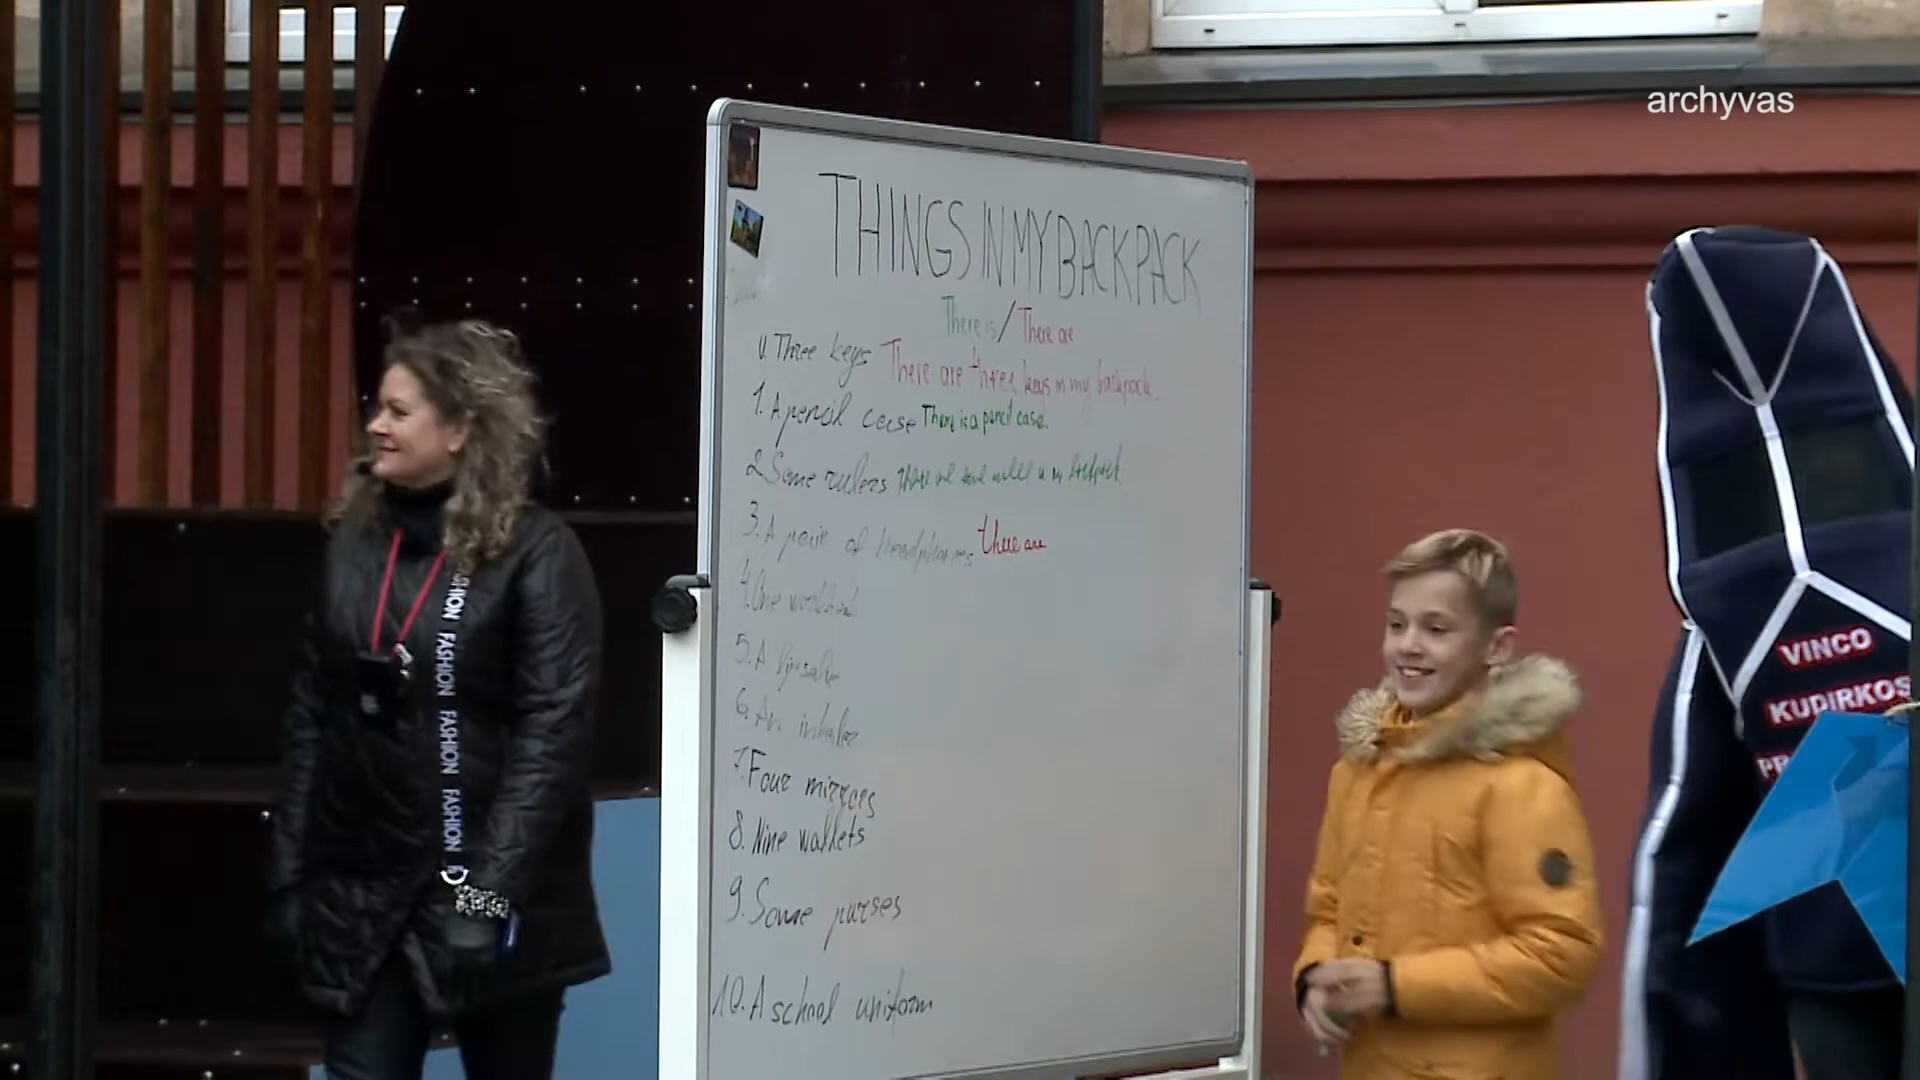 archyvas
THINGS IN MY BACKPACK
There is / There are
0. Three keys There are three keys in my backpack.
1. A pencil case There is a pencil case.
2. Some rulers
3. A pair of headphones there are
4. One
5. A
6. An inhaler
7. Four mirrors
8. Nine wallets
9. Some purses
10. A school uniform
FASHION FASHION FASHION FASHION
VINCO
KUDIRKOS